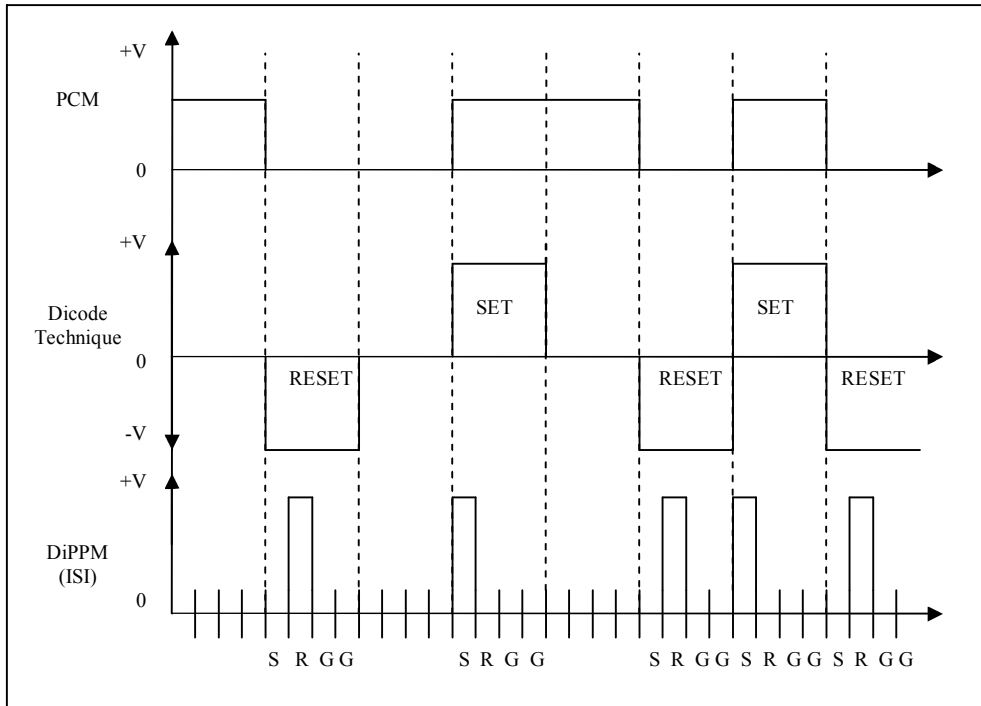 +V
PCM
0
+V
SET
SET
Dicode
Technique
0
RESET
RESET
RESET
-V
+V
DiPPM
(ISI)
0
S R G G
S R G G
S R G G S R G G S R G G